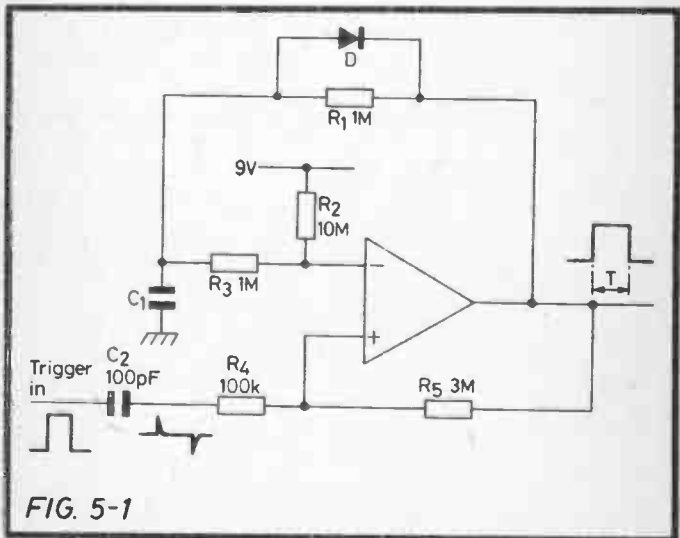 D
R1 1M
9V
R2
10M
R3 1M
C1
−
+
T
Trigger
in
C2
100pF
R4
100k
R5 3M
FIG. 5-1